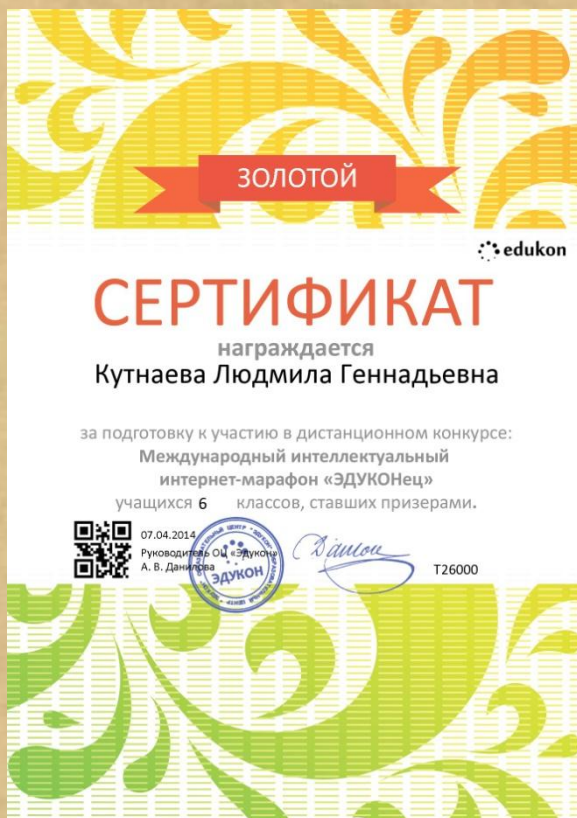 ЗОЛОТОЙ
edukon
СЕРТИФИКАТ
награждается
Кутнаева Людмила Геннадьевна
за подготовку к участию в дистанционном конкурсе:
Международный интеллектуальный
интернет-марафон «ЭДУКОНец»
учащихся 6 классов, ставших призерами.
07.04.2014
Руководитель ОЦ «Эдукон»
А. В. Данилова
ЭДУКОН
T26000